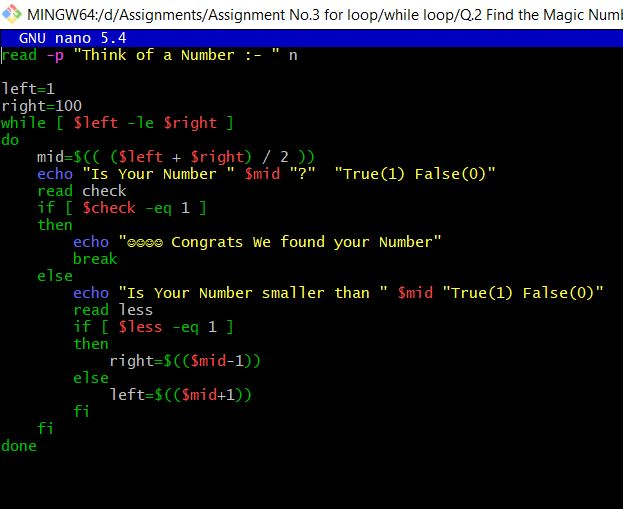 MINGW64:/d/Assignments/Assignment No.3 for loop/while loop/Q.2 Find the Magic Num
GNU nano 5.4
read -p "Think of a Number :- " n
left=1
right=100
while [ $left -le $right ]
do
    mid=$(( ($left + $right) / 2 ))
    echo "Is Your Number " $mid "?"  "True(1) False(0)"
    read check
    if [ $check -eq 1 ]
    then
        echo "☺☺☺☺ Congrats We found your Number"
        break
    else
        echo "Is Your Number smaller than " $mid "True(1) False(0)"
        read less
        if [ $less -eq 1 ]
        then
            right=$(($mid-1))
        else
            left=$(($mid+1))
        fi
    fi
done